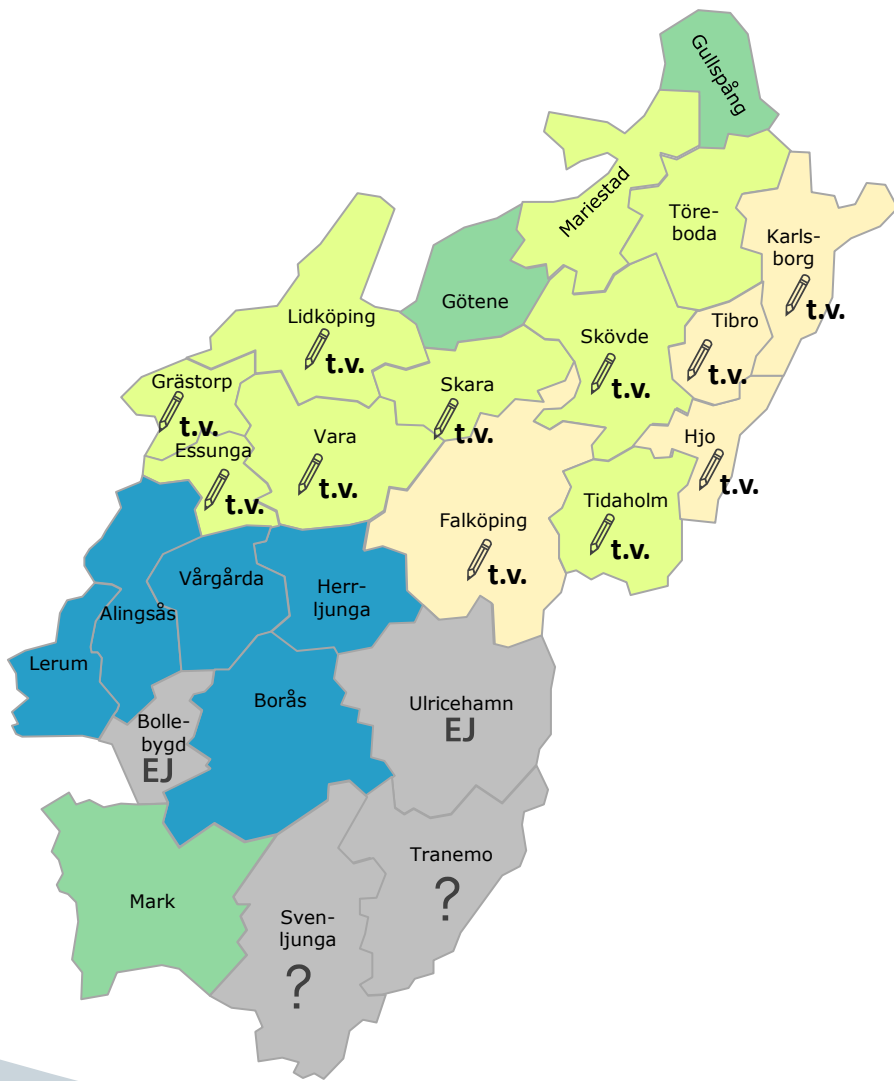 Gullspång
Mariestad
Töre-
boda
Karls-
borg
t.v.
Götene
Lidköping
t.v.
Skövde
t.v.
Tibro
t.v.
Grästorp
t.v.
Skara
t.v.
Essunga
t.v.
Vara
t.v.
Hjo
t.v.
Falköping
t.v.
Tidaholm
t.v.
Vårgårda
Herr-
ljunga
Alingsås
Lerum
Borås
Ulricehamn
EJ
Bolle-
bygd
EJ
Tranemo
?
Mark
Sven-
ljunga
?